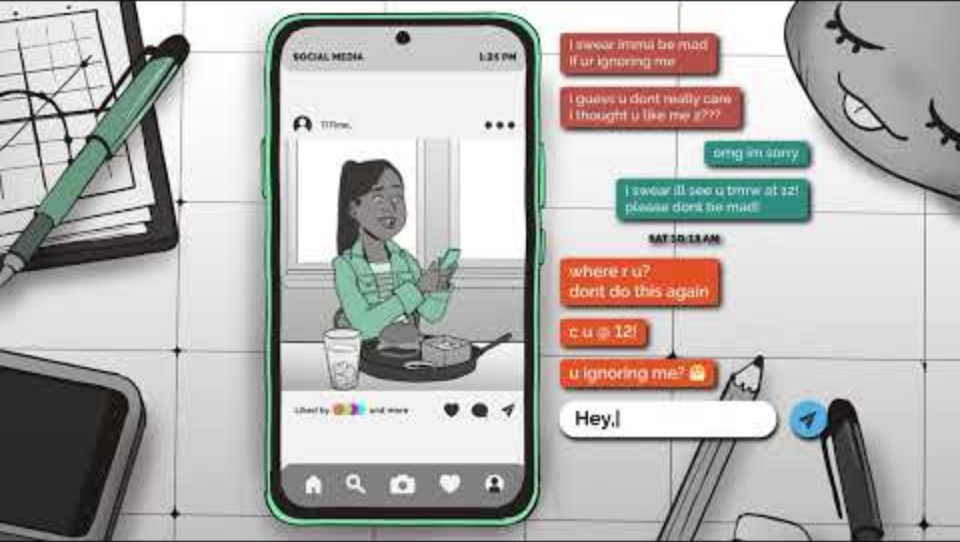 SOCIAL MEDIA
1:25 PM
Liked by and more
i swear imma be mad
if ur ignoring me
i guess u dont really care
i thought u like me 2???
omg im sorry
i swear ill see u tmrw at 12!
please dont be mad!
SAT 10:13 AM
where r u?
dont do this again
c u @ 12!
u ignoring me? 🤗
Hey,